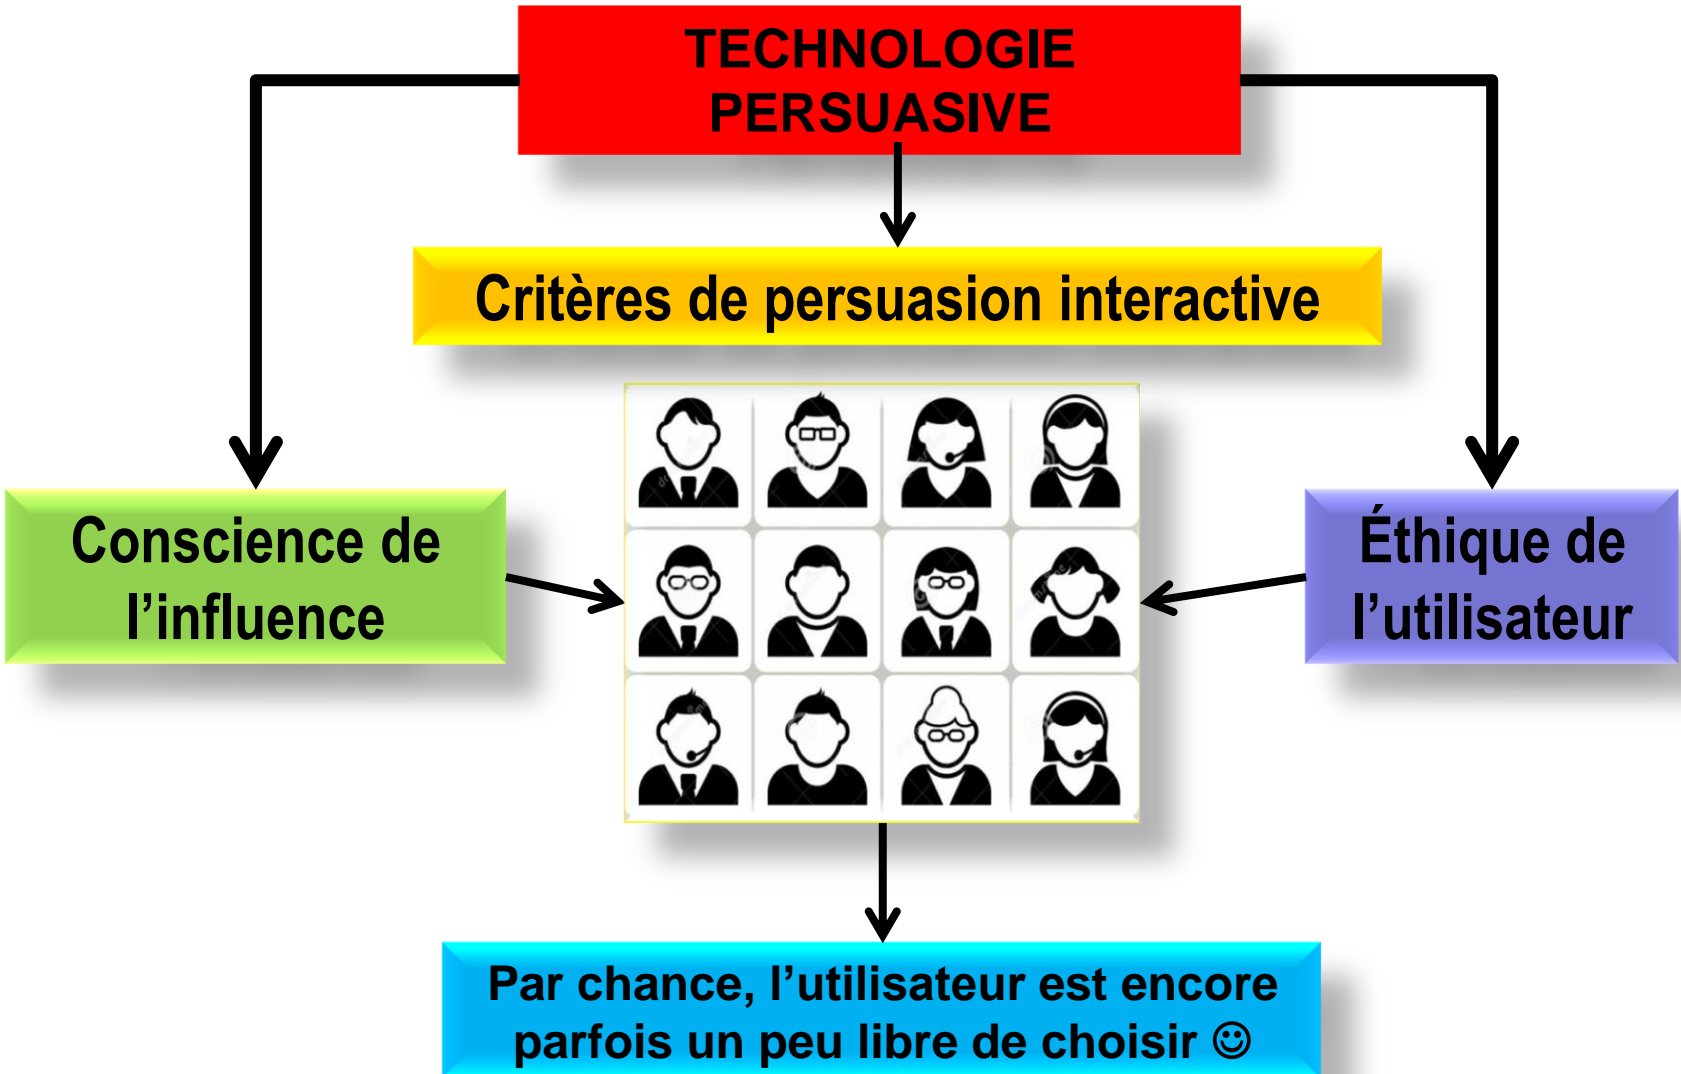 TECHNOLOGIE
PERSUASIVE
Critères de persuasion interactive
Conscience de
l’influence
Éthique de
l’utilisateur
Par chance, l’utilisateur est encore
parfois un peu libre de choisir ☺